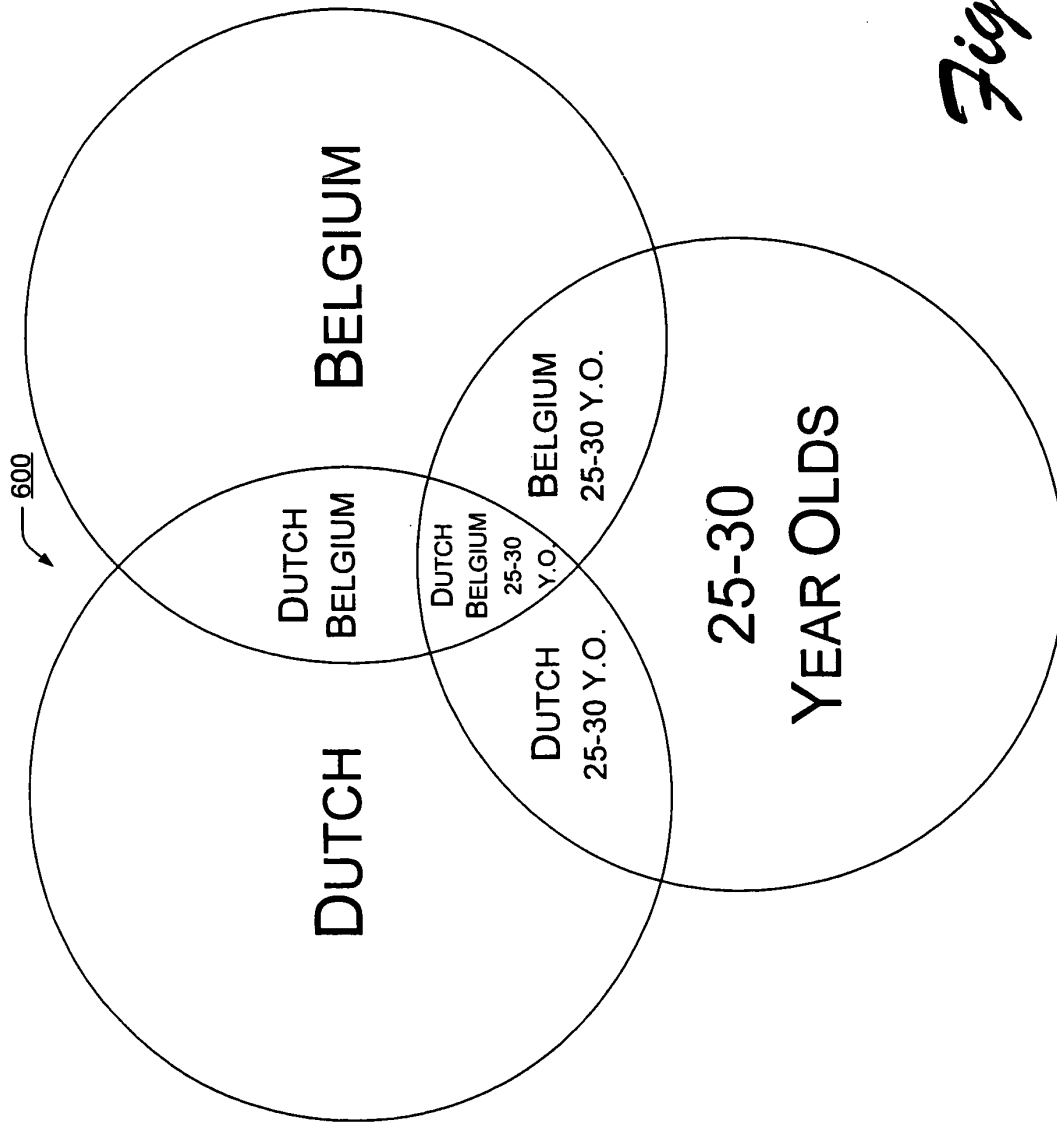 600
DUTCH
BELGIUM
DUTCH
BELGIUM
DUTCH
BELGIUM
25-30
Y.O.
DUTCH
25-30 Y.O.
BELGIUM
25-30 Y.O.
25-30
YEAR OLDS
Fig